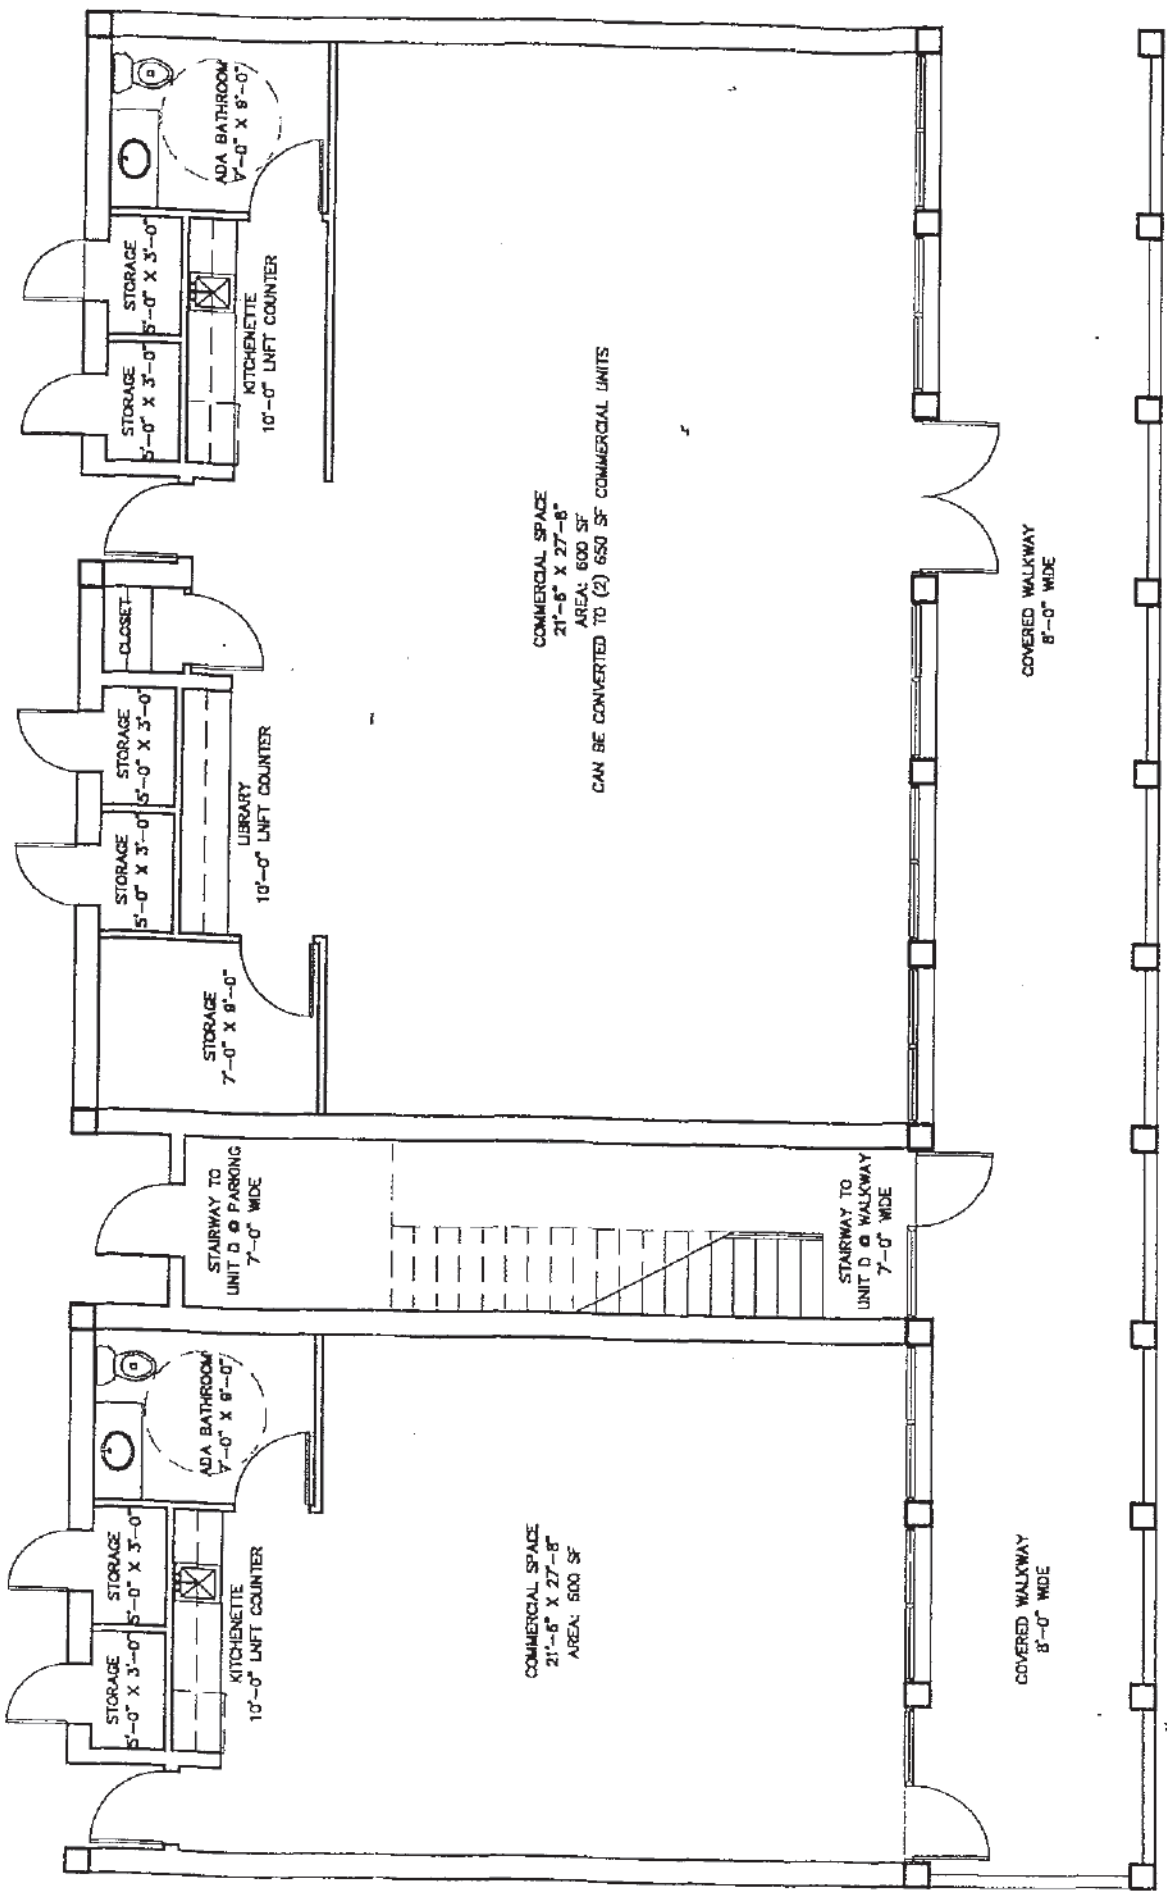 STORAGE
5'-0" X 3'-0"
STORAGE
5'-0" X 3'-0"
ADA BATHROOM
7'-0" X 9'-0"
KITCHENETTE
10'-0" LNFT COUNTER
STAIRWAY TO
UNIT D @ PARKING
7'-0" WIDE
STORAGE
7'-0" X 9'-0"
STORAGE
5'-0" X 3'-0"
STORAGE
5'-0" X 3'-0"
CLOSET
LIBRARY
10'-0" LNFT COUNTER
STORAGE
5'-0" X 3'-0"
STORAGE
5'-0" X 3'-0"
ADA BATHROOM
7'-0" X 9'-0"
KITCHENETTE
10'-0" LNFT COUNTER
COMMERCIAL SPACE
21'-6" X 27'-8"
AREA: 600 SF
COMMERCIAL SPACE
21'-6" X 27'-8"
AREA: 600 SF
CAN BE CONVERTED TO (2) 650 SF COMMERCIAL UNITS
STAIRWAY TO
UNIT D @ WALKWAY
7'-0" WIDE
COVERED WALKWAY
8'-0" WIDE
COVERED WALKWAY
8'-0" WIDE